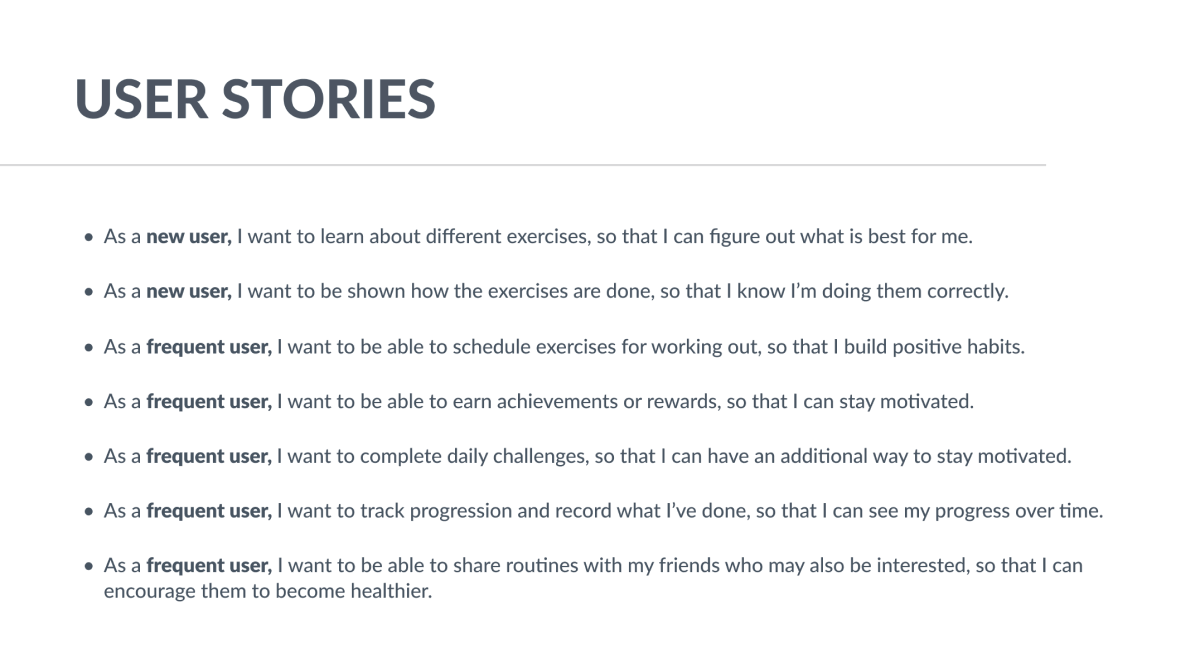 USER STORIES
• As a new user, I want to learn about different exercises, so that I can figure out what is best for me.
• As a new user, I want to be shown how the exercises are done, so that I know I’m doing them correctly.
• As a frequent user, I want to be able to schedule exercises for working out, so that I build positive habits.
• As a frequent user, I want to be able to earn achievements or rewards, so that I can stay motivated.
• As a frequent user, I want to complete daily challenges, so that I can have an additional way to stay motivated.
• As a frequent user, I want to track progression and record what I’ve done, so that I can see my progress over time.
• As a frequent user, I want to be able to share routines with my friends who may also be interested, so that I can
encourage them to become healthier.